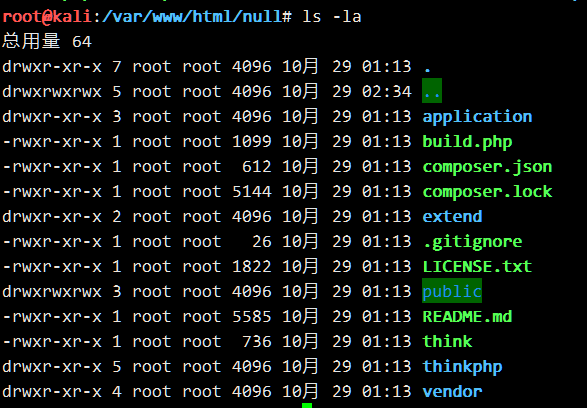 root@kali:/var/www/html/null# ls -la
总用量 64
drwxr-xr-x 7 root root 4096 10月 29 01:13 .
drwxrwxrwx 5 root root 4096 10月 29 02:34 ..
drwxr-xr-x 3 root root 4096 10月 29 01:13 application
-rwxr-xr-x 1 root root 1099 10月 29 01:13 build.php
-rwxr-xr-x 1 root root  612 10月 29 01:13 composer.json
-rwxr-xr-x 1 root root 5144 10月 29 01:13 composer.lock
drwxr-xr-x 2 root root 4096 10月 29 01:13 extend
-rwxr-xr-x 1 root root   26 10月 29 01:13 .gitignore
-rwxr-xr-x 1 root root 1822 10月 29 01:13 LICENSE.txt
drwxrwxrwx 3 root root 4096 10月 29 01:13 public
-rwxr-xr-x 1 root root 5585 10月 29 01:13 README.md
-rwxr-xr-x 1 root root  736 10月 29 01:13 think
drwxr-xr-x 5 root root 4096 10月 29 01:13 thinkphp
drwxr-xr-x 4 root root 4096 10月 29 01:13 vendor